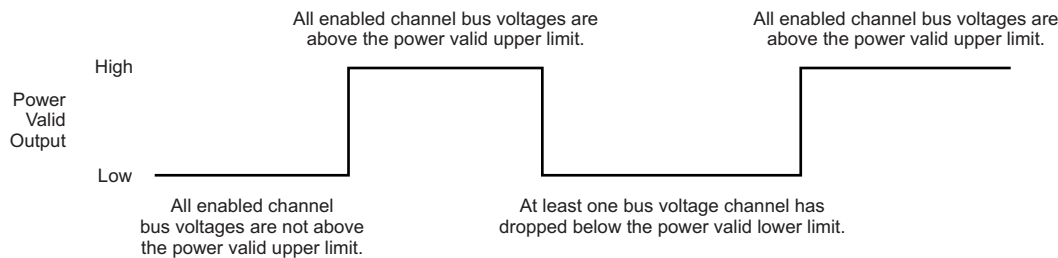 All enabled channel bus voltages are
above the power valid upper limit.
All enabled channel bus voltages are
above the power valid upper limit.
High
Power
Valid
Output
Low
All enabled channel
bus voltages are not above
the power valid upper limit.
At least one bus voltage channel has
dropped below the power valid lower limit.